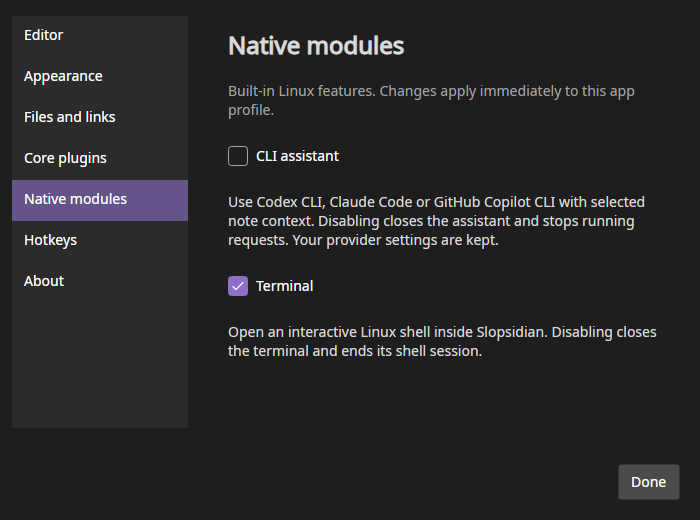 Editor
Appearance
Files and links
Core plugins
Native modules
Hotkeys
About
Native modules
Built-in Linux features. Changes apply immediately to this app
profile.
CLI assistant
Use Codex CLI, Claude Code or GitHub Copilot CLI with selected
note context. Disabling closes the assistant and stops running
requests. Your provider settings are kept.
Terminal
Open an interactive Linux shell inside Slopsidian. Disabling closes
the terminal and ends its shell session.
Done